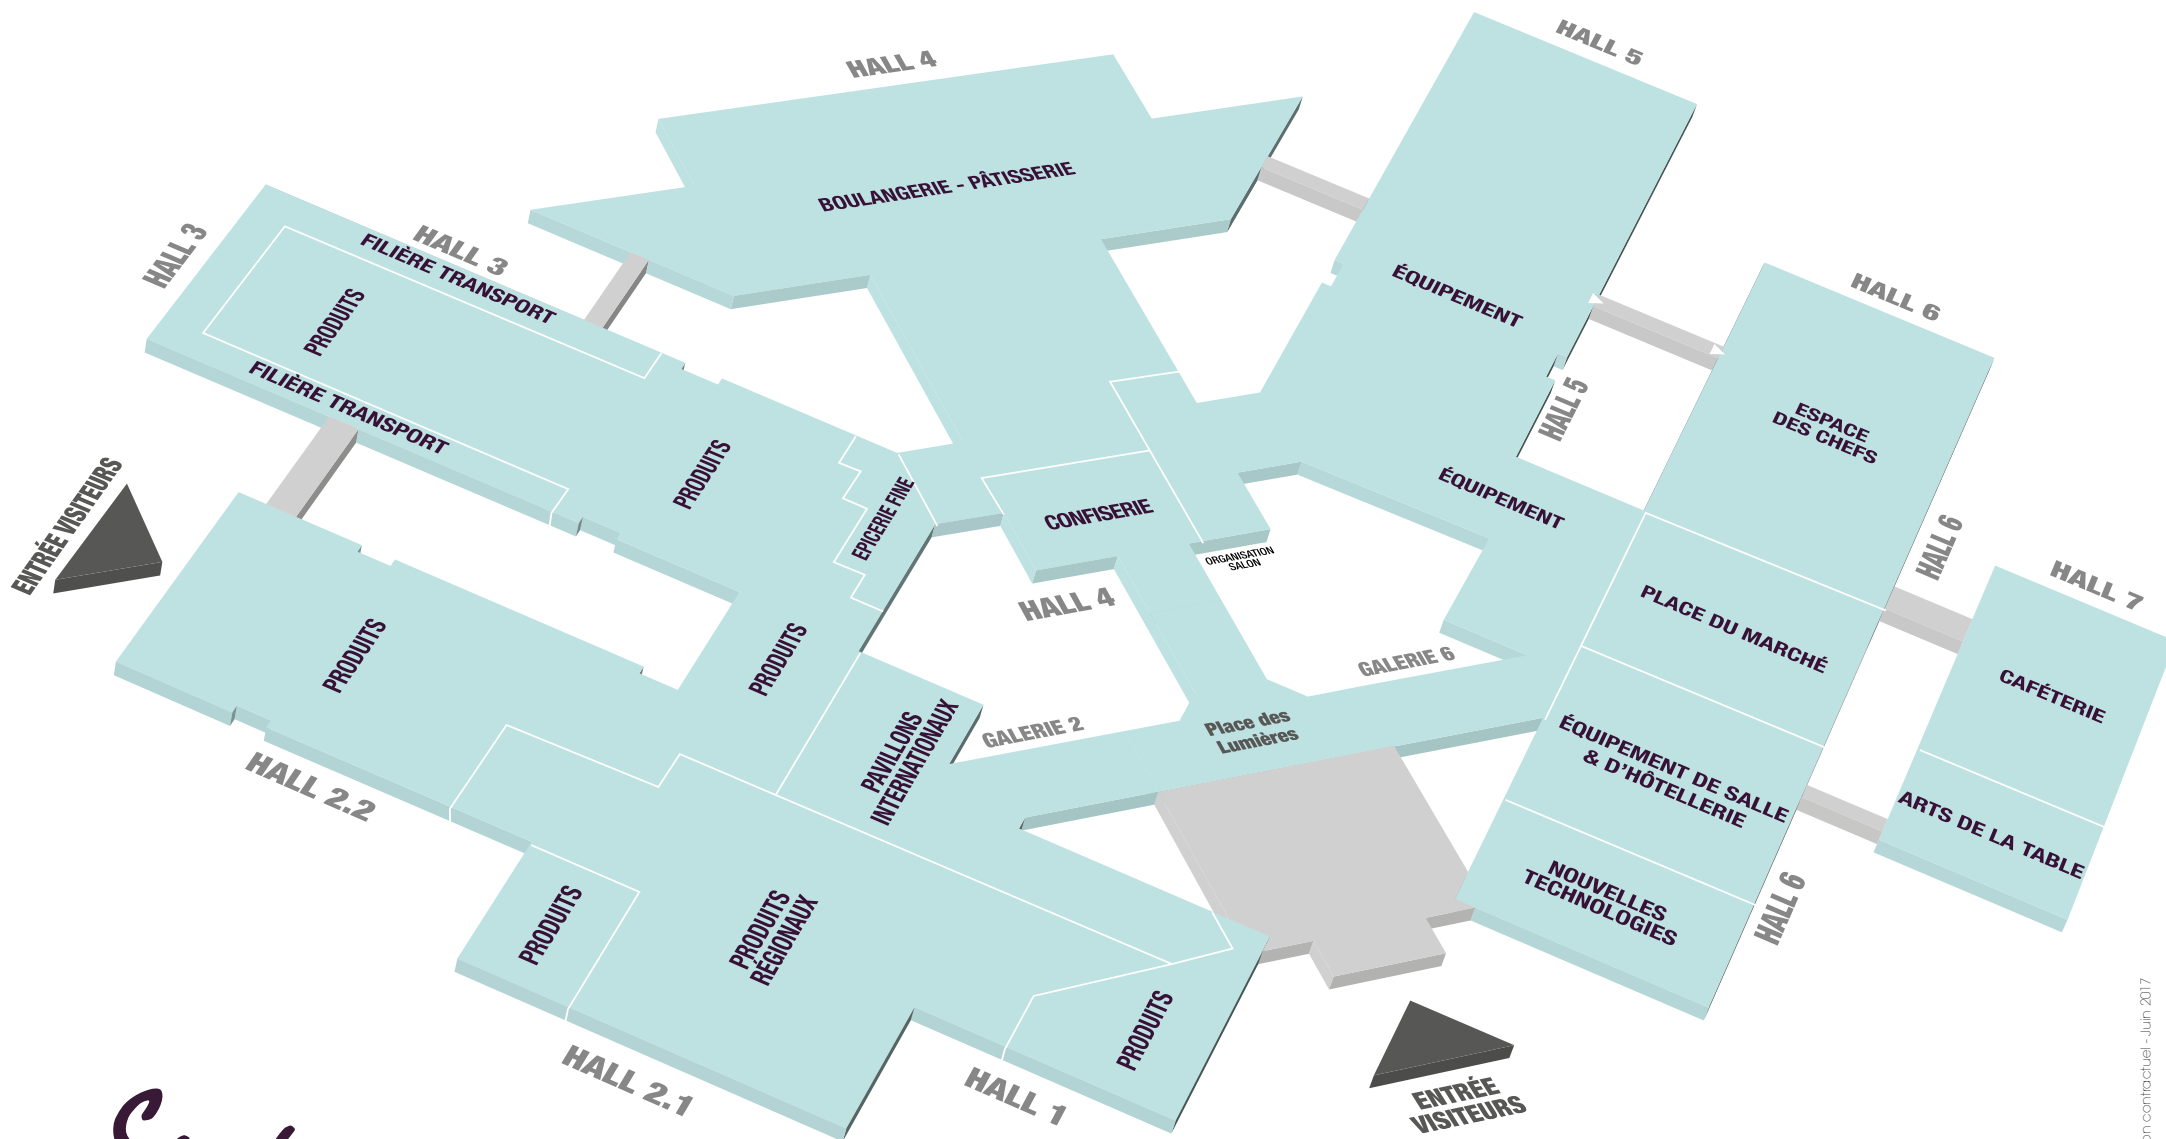 HALL 4
HALL 5
BOULANGERIE - PÂTISSERIE
HALL 3
HALL 3
FILIÈRE TRANSPORT
PRODUITS
FILIÈRE TRANSPORT
ÉQUIPEMENT
HALL 6
HALL 5
ESPACE
DES CHEFS
ENTRÉE VISITEURS
PRODUITS
EPICERIE FINE
CONFISERIE
ÉQUIPEMENT
ORGANISATION
SALON
HALL 4
HALL 6
HALL 7
PRODUITS
PRODUITS
GALERIE 6
PLACE DU MARCHÉ
CAFÉTERIE
PAVILLONS
INTERNATIONAUX
GALERIE 2
Place des
Lumières
ÉQUIPEMENT DE SALLE
& D'HÔTELLERIE
HALL 2.2
ARTS DE LA TABLE
PRODUITS
PRODUITS
RÉGIONAUX
NOUVELLES
TECHNOLOGIES
HALL 6
PRODUITS
HALL 2.1
HALL 1
ENTRÉE
VISITEURS
contractuel - Juin 2017